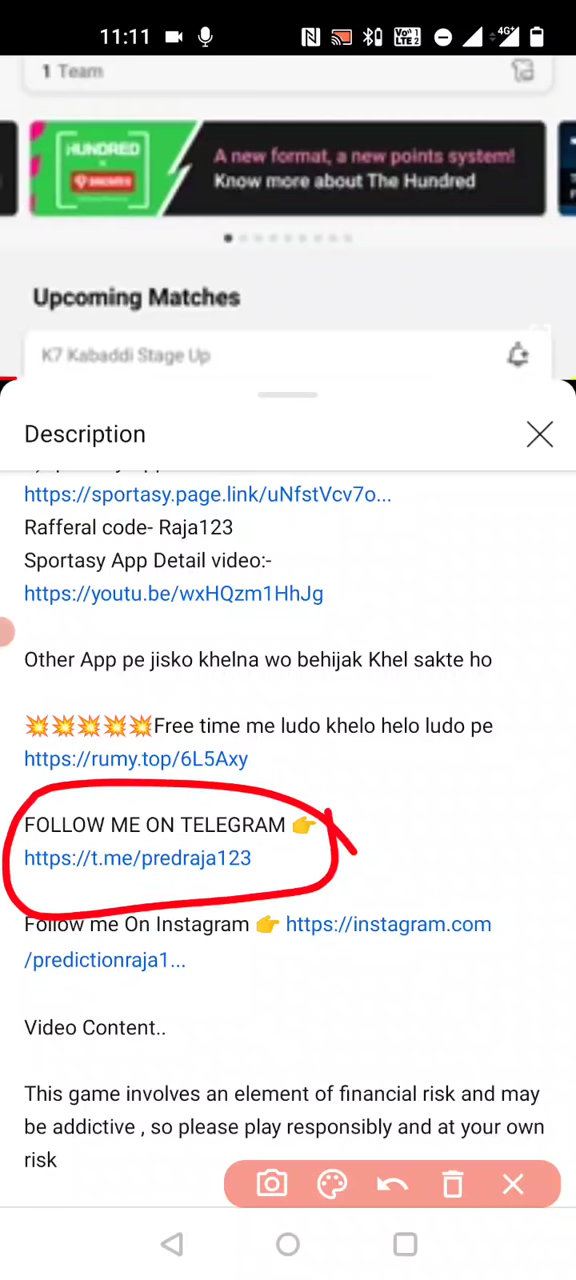 11:11
4G+
1 Team
HUNDRED
A new format, a new points system!
Know more about The Hundred
Upcoming Matches
K7 Kabaddi Stage Up
Description
https://sportasy.page.link/uNfstVcv7o...
Rafferal code- Raja123
Sportasy App Detail video:-
https://youtu.be/wxHQzm1HhJg
Other App pe jisko khelna wo behijak Khel sakte ho
💥💥💥💥💥Free time me ludo khelo helo ludo pe
https://rumy.top/6L5Axy
FOLLOW ME ON TELEGRAM 👉
https://t.me/predraja123
Follow me On Instagram 👉 https://instagram.com
/predictionraja1...
Video Content..
This game involves an element of financial risk and may
be addictive , so please play responsibly and at your own
risk